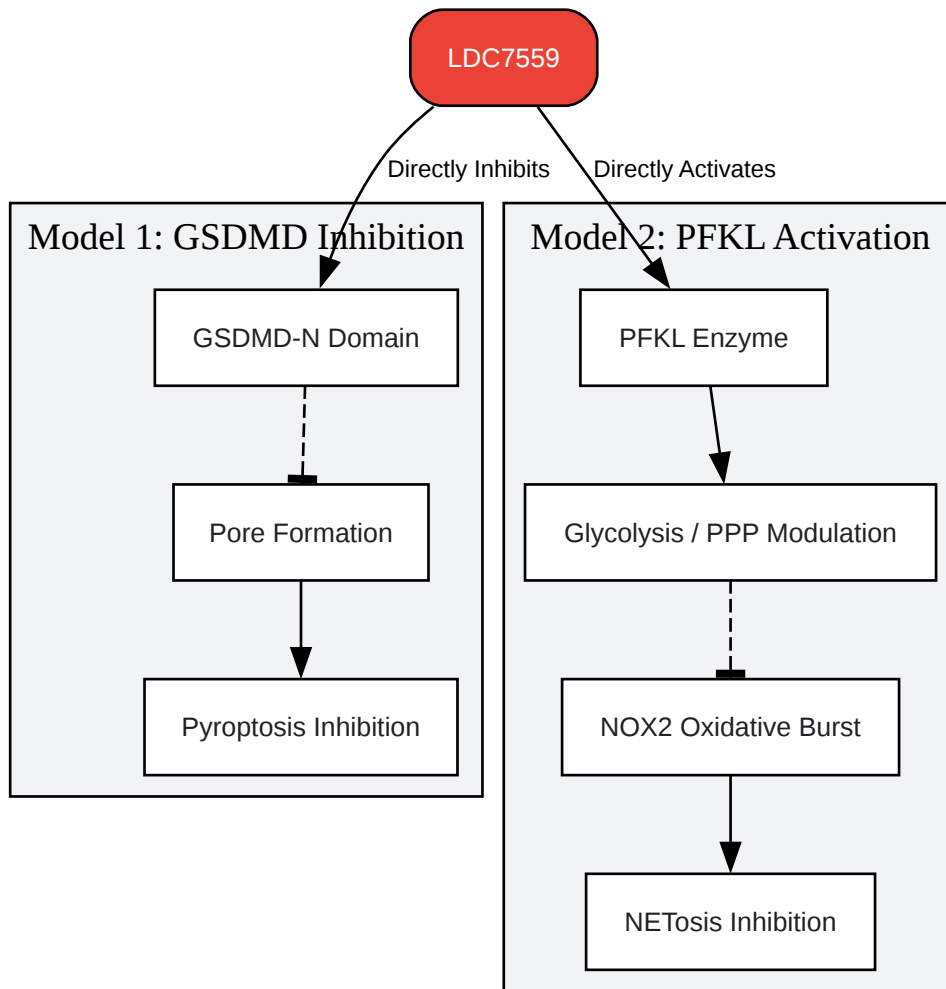 LDC7559
Directly Inhibits
Directly Activates
Model 1: GSDMD Inhibition
GSDMD-N Domain
Pore Formation
Pyroptosis Inhibition
Model 2: PFKL Activation
PFKL Enzyme
Glycolysis / PPP Modulation
NOX2 Oxidative Burst
NETosis Inhibition